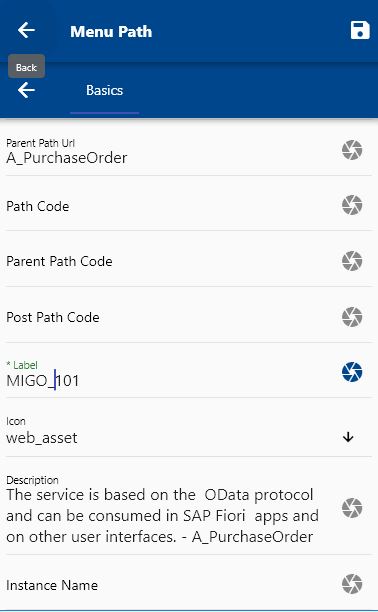 Menu Path
Back
Basics
Parent Path Url
A_PurchaseOrder
Path Code
Parent Path Code
Post Path Code
* Label
MIGO_101
Icon
web_asset
Description
The service is based on the  OData protocol
and can be consumed in SAP Fiori  apps and
on other user interfaces. - A_PurchaseOrder
Instance Name